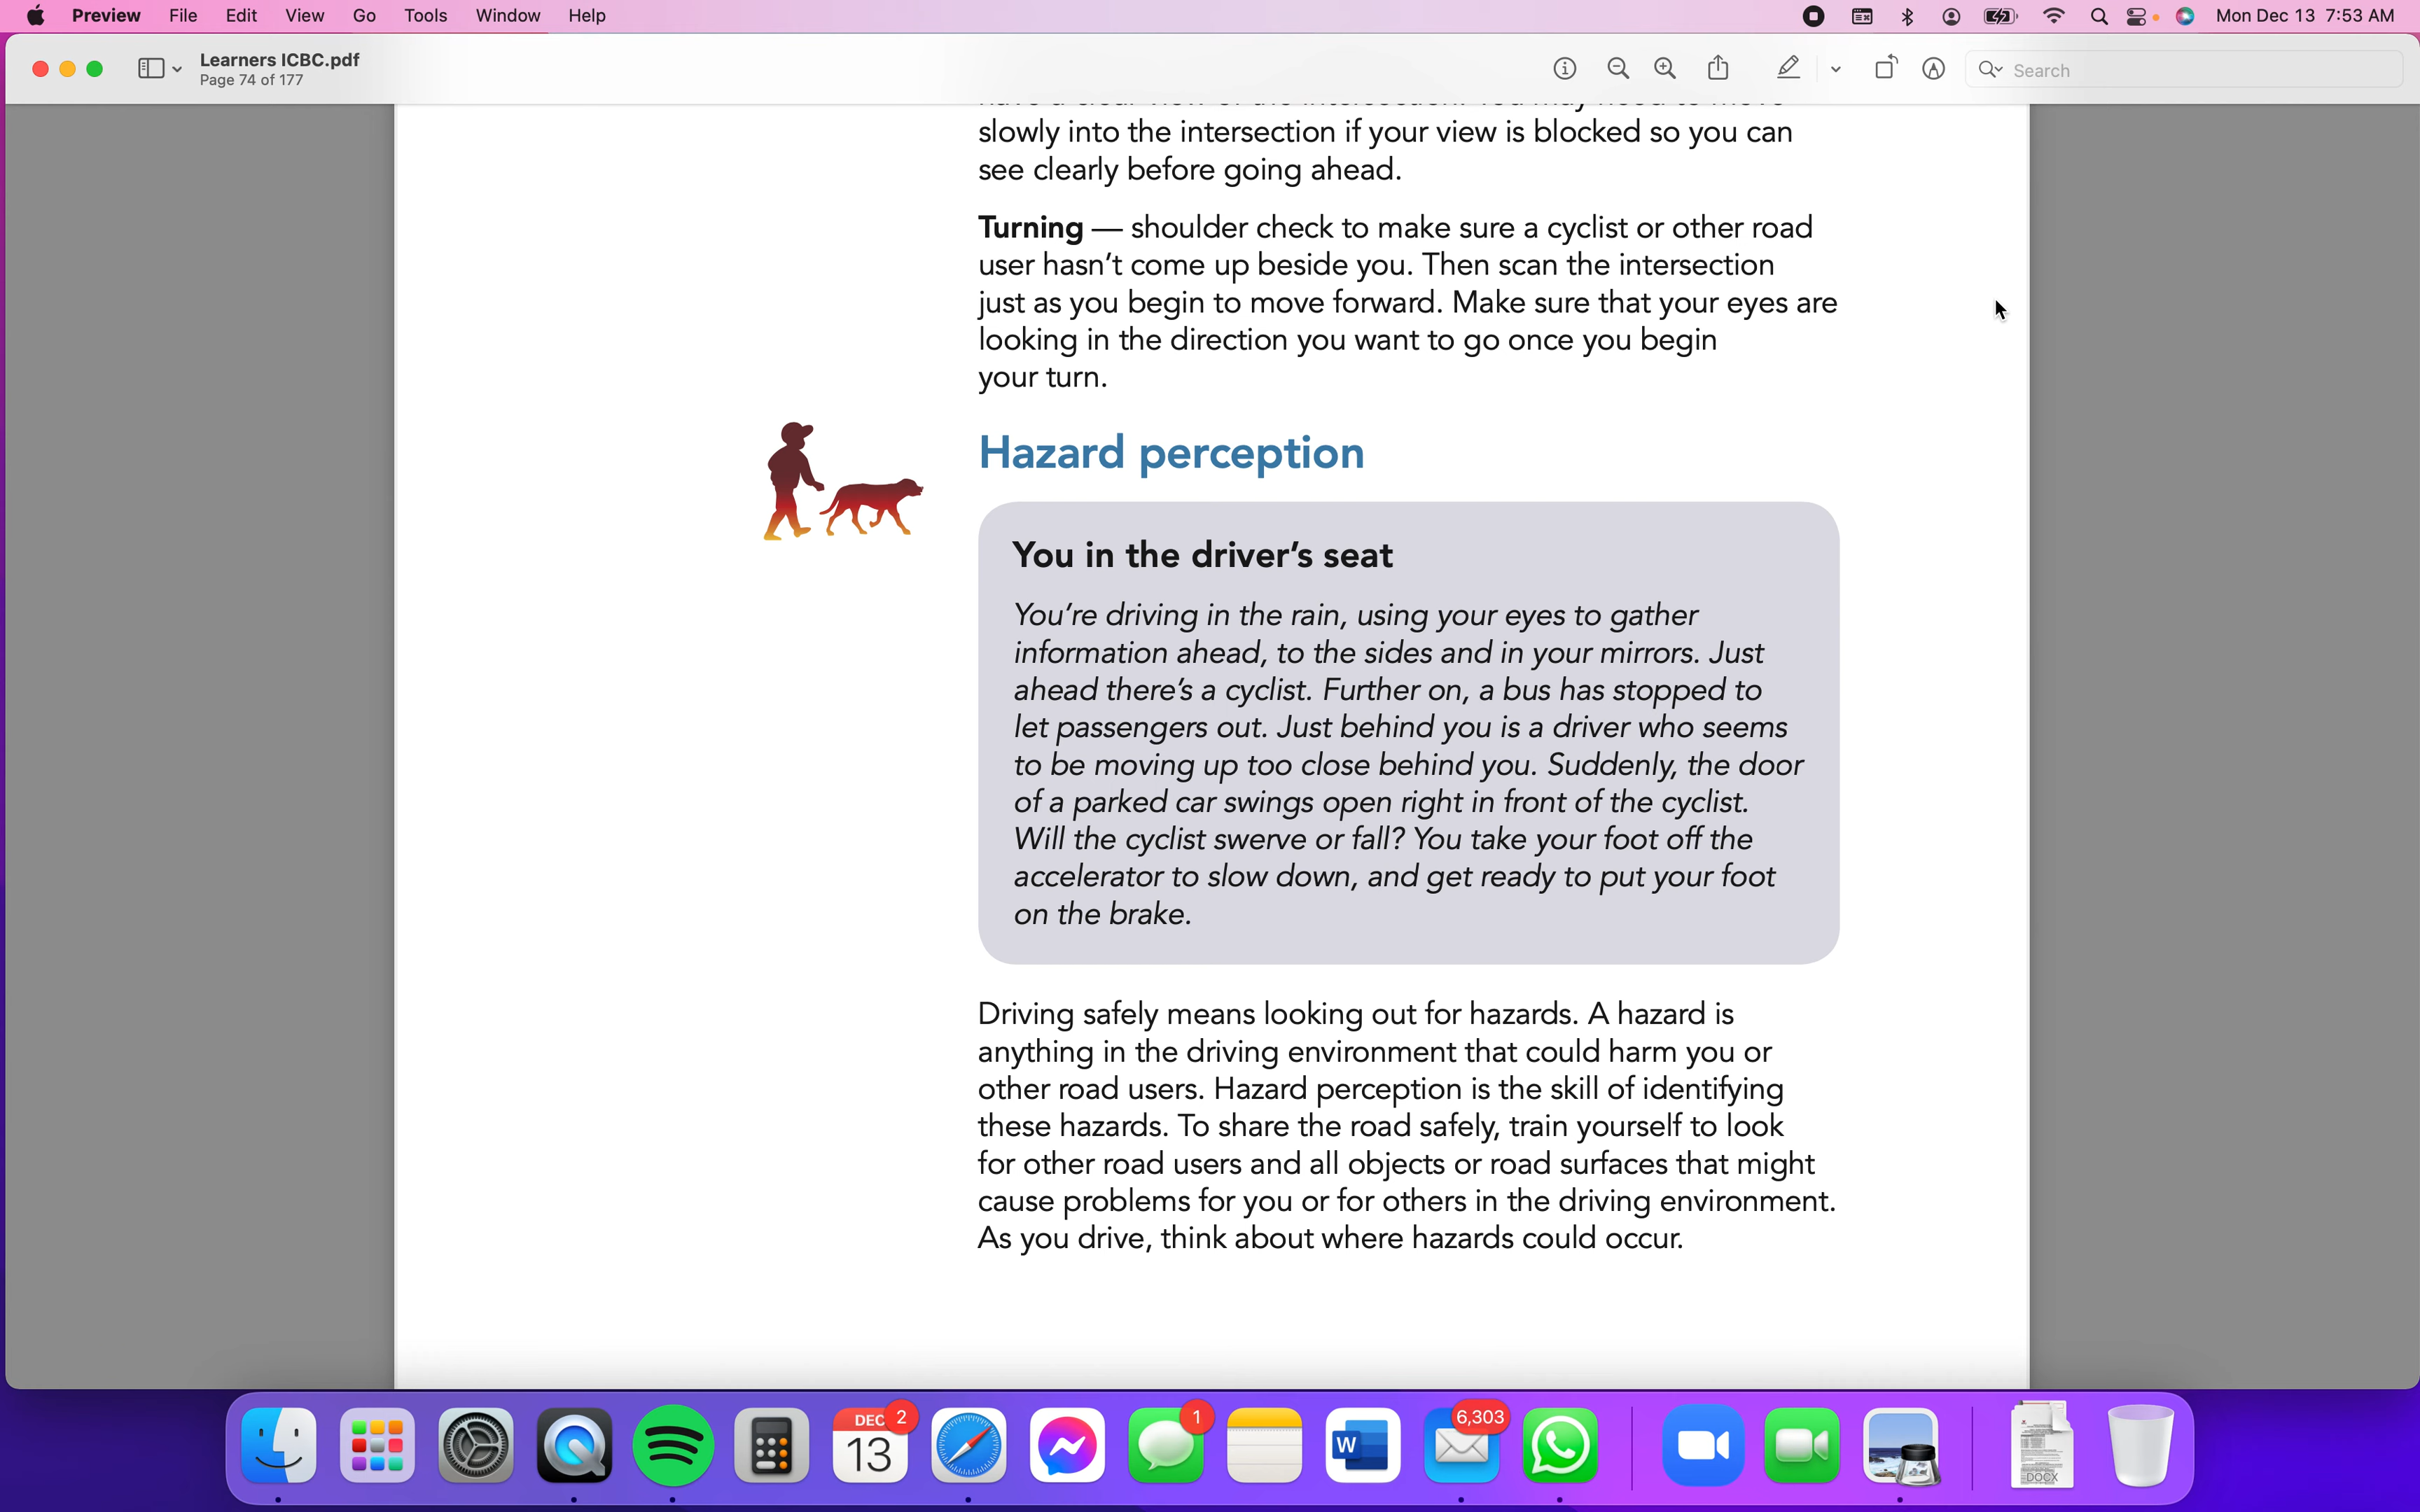 Preview File Edit View Go Tools Window Help Mon Dec 13 7:53 AM
Learners ICBC.pdf
Page 74 of 177
Search
slowly into the intersection if your view is blocked so you can
see clearly before going ahead.
Turning — shoulder check to make sure a cyclist or other road
user hasn't come up beside you. Then scan the intersection
just as you begin to move forward. Make sure that your eyes are
looking in the direction you want to go once you begin
your turn.
Hazard perception
You in the driver's seat
You're driving in the rain, using your eyes to gather
information ahead, to the sides and in your mirrors. Just
ahead there's a cyclist. Further on, a bus has stopped to
let passengers out. Just behind you is a driver who seems
to be moving up too close behind you. Suddenly, the door
of a parked car swings open right in front of the cyclist.
Will the cyclist swerve or fall? You take your foot off the
accelerator to slow down, and get ready to put your foot
on the brake.
Driving safely means looking out for hazards. A hazard is
anything in the driving environment that could harm you or
other road users. Hazard perception is the skill of identifying
these hazards. To share the road safely, train yourself to look
for other road users and all objects or road surfaces that might
cause problems for you or for others in the driving environment.
As you drive, think about where hazards could occur.
DEC 2 1 6,303
13 W
DOCX